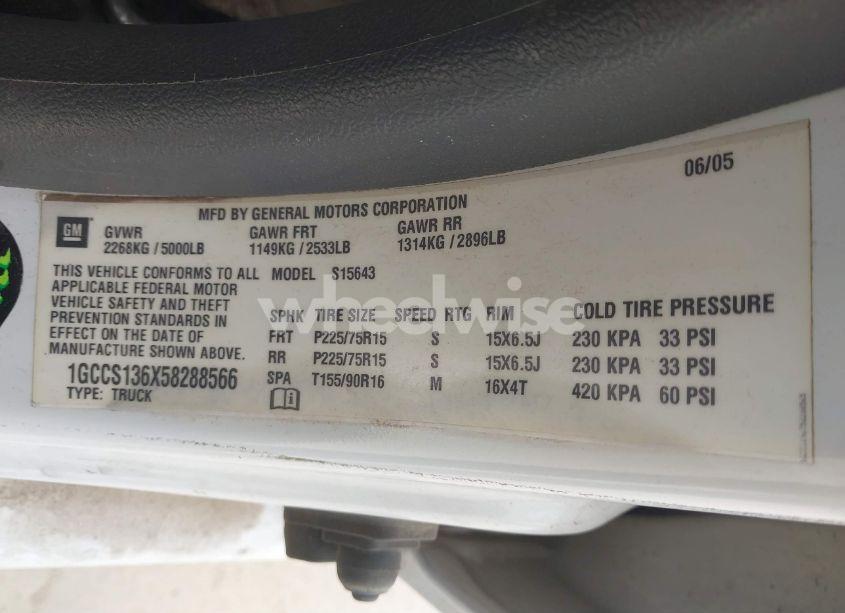 06/05
MFD BY GENERAL MOTORS CORPORATION
GM GVWR GAWR FRT GAWR RR
2268KG / 5000LB 1149KG / 2533LB 1314KG / 2896LB
THIS VEHICLE CONFORMS TO ALL MODEL S15643
APPLICABLE FEDERAL MOTOR
VEHICLE SAFETY AND THEFT
PREVENTION STANDARDS IN
EFFECT ON THE DATE OF
MANUFACTURE SHOWN ABOVE.
1GCCS136X58288566
TYPE: TRUCK
SPHK TIRE SIZE SPEED RTG RIM COLD TIRE PRESSURE
FRT P225/75R15 S 15X6.5J 230 KPA 33 PSI
RR P225/75R15 S 15X6.5J 230 KPA 33 PSI
SPA T155/90R16 M 16X4T 420 KPA 60 PSI
wheelwise